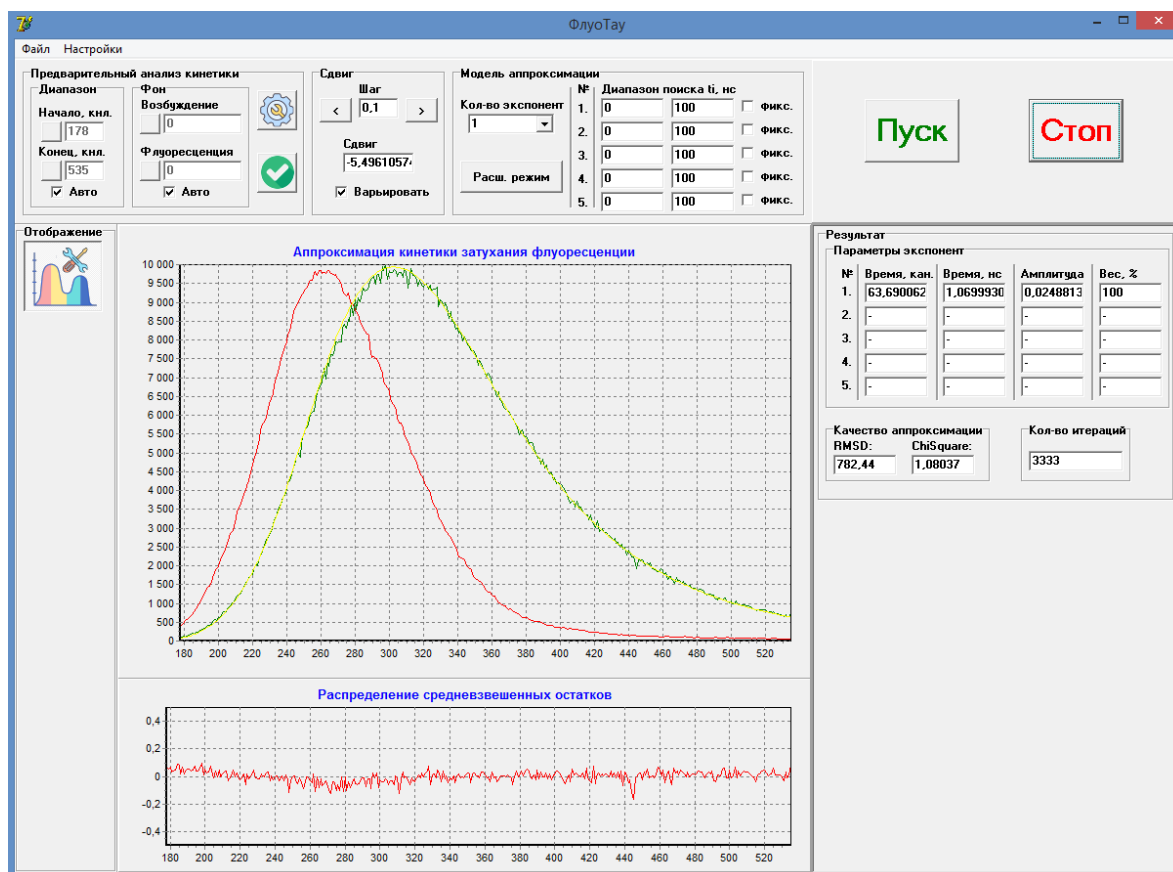 ФлуоТау
Файл Настройки
Предварительный анализ кинетики
Диапазон
Начало, кнл.
178
Конец, кнл.
535
Авто
Фон
Возбуждение
0
Флуоресценция
0
Авто
Сдвиг
Шаг
< 0,1 >
Сдвиг
-5,4961057
Варьировать
Модель аппроксимации
Кол-во экспонент
1
Расш. режим
№ Диапазон поиска ti, нс
1. 0 100 Фикс.
2. 0 100 Фикс.
3. 0 100 Фикс.
4. 0 100 Фикс.
5. 0 100 Фикс.
Пуск
Стоп
Отображение
Аппроксимация кинетики затухания флуоресценции
10 000
9 500
9 000
8 500
8 000
7 500
7 000
6 500
6 000
5 500
5 000
4 500
4 000
3 500
3 000
2 500
2 000
1 500
1 000
500
0
180 200 220 240 260 280 300 320 340 360 380 400 420 440 460 480 500 520
Распределение средневзвешенных остатков
0,4
0,2
0
-0,2
-0,4
180 200 220 240 260 280 300 320 340 360 380 400 420 440 460 480 500 520
Результат
Параметры экспонент
№ Время, кан. Время, нс Амплитуда Вес, %
1. 63,690062 1,0699930 0,0248813 100
2. - - - -
3. - - - -
4. - - - -
5. - - - -
Качество аппроксимации
RMSD: ChiSquare:
782,44 1,08037
Кол-во итераций
3333